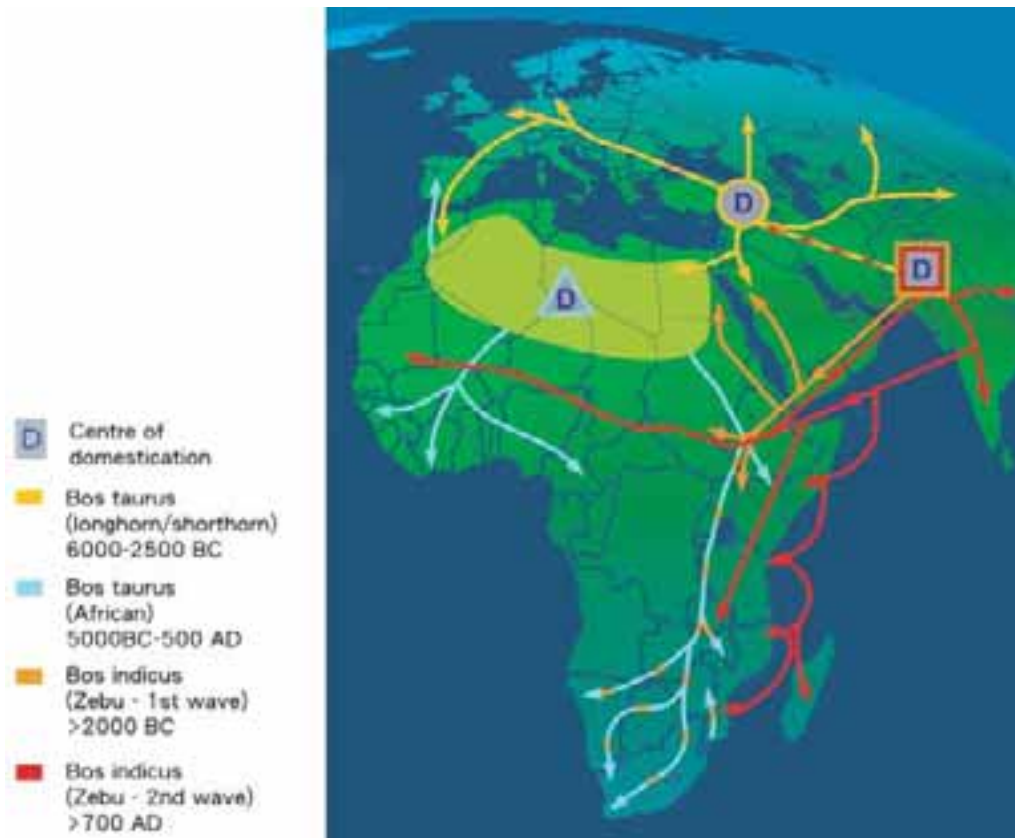 D
D
D
D Centre of
domestication
Bos taurus
(longhorn/shorthorn)
6000-2500 BC
Bos taurus
(African)
5000BC-500 AD
Bos indicus
(Zebu - 1st wave)
>2000 BC
Bos indicus
(Zebu - 2nd wave)
>700 AD